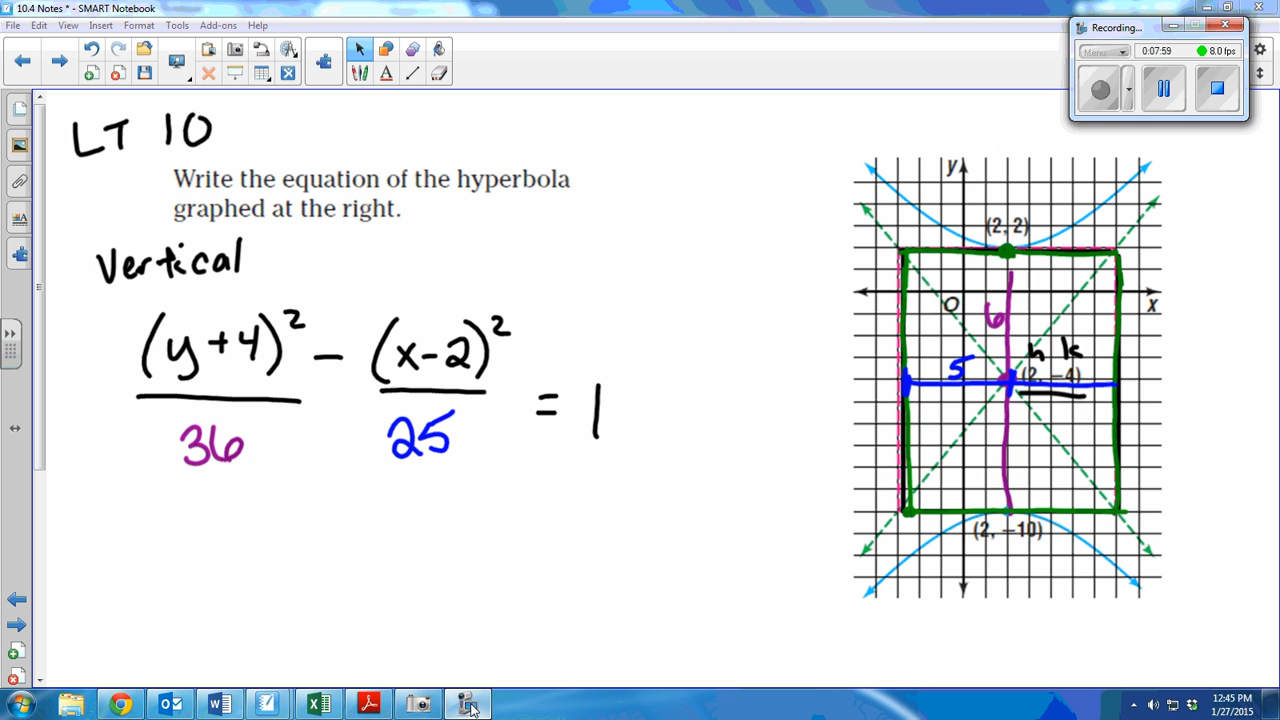 10.4 Notes * - SMART Notebook
File Edit View Insert Format Tools Add-ons Help
Recording...
Menu
0:07:59
8.0 fps
LT 10
Write the equation of the hyperbola
graphed at the right.
Vertical
(y+4)² - (x-2)² = 1
36 25
y
(2, 2)
O
x
6
h k
5
(2, −4)
(2, −10)
12:45 PM
1/27/2015